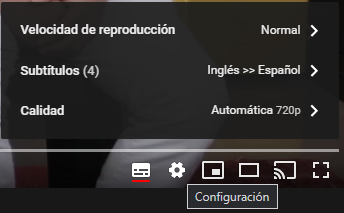 Velocidad de reproducción Normal
Subtítulos (4) Inglés >> Español
Calidad Automática 720p
Configuración